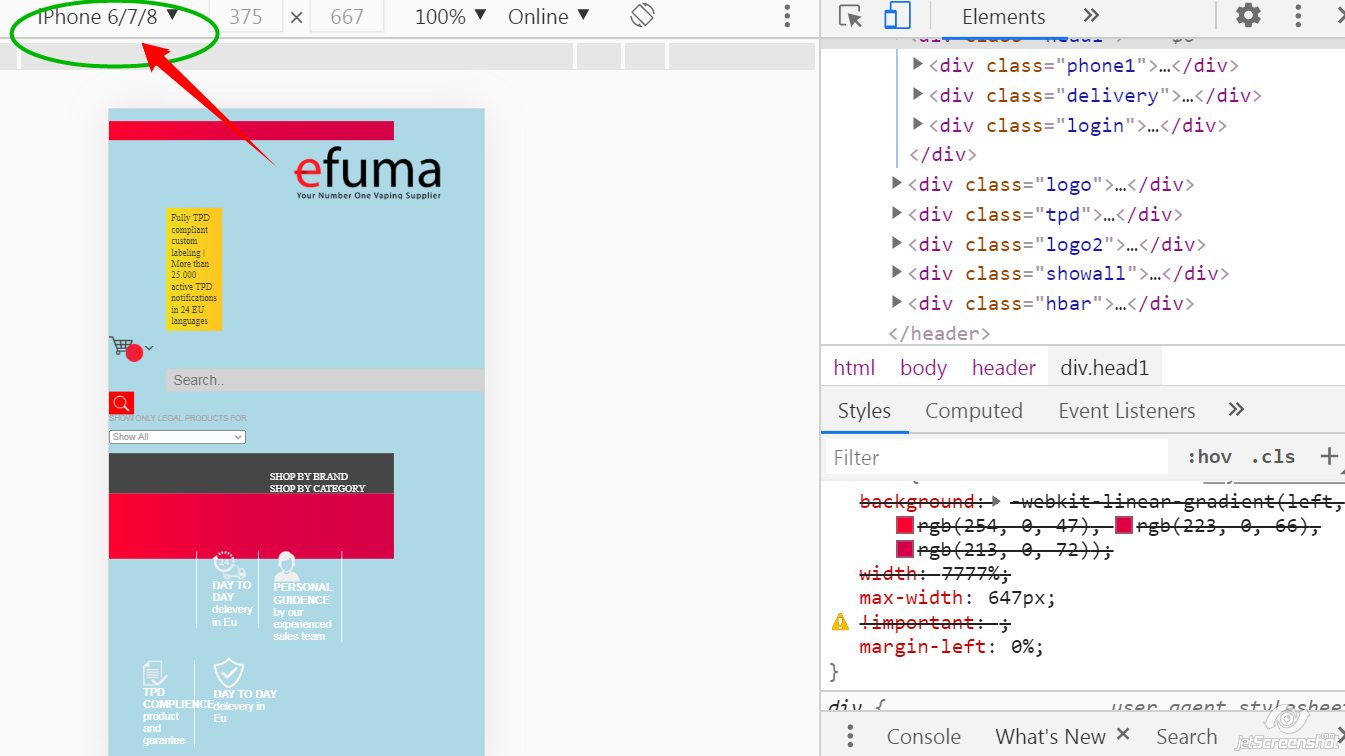 iPhone 6/7/8 ▼ 375 × 667 100% ▼ Online ▼
Elements »
efuma
Your Number One Vaping Supplier
Fully TPD
compliant
custom
labeling |
More than
25.000
active TPD
notifications
in 24 EU
languages
Search..
SHOW ONLY LEGAL PRODUCTS FOR
Show All
SHOP BY BRAND
SHOP BY CATEGORY
24
DAY TO
DAY
delevery
in Eu
PERSONAL
GUIDENCE
by our
experienced
sales team
TPD
COMPLIENCE
product
and
garantee
DAY TO DAY
delevery in
Eu
<div class="head1"> == $0
<div class="phone1">…</div>
<div class="delivery">…</div>
<div class="login">…</div>
</div>
<div class="logo">…</div>
<div class="tpd">…</div>
<div class="logo2">…</div>
<div class="showall">…</div>
<div class="hbar">…</div>
</header>
html body header div.head1
Styles Computed Event Listeners »
Filter :hov .cls +
background: -webkit-linear-gradient(left,
rgb(254, 0, 47), rgb(223, 0, 66),
rgb(213, 0, 72));
width: 7777%;
max-width: 647px;
!important: ;
margin-left: 0%;
}
div { user agent stylesheet
Console What's New × Search
jetScreenshot